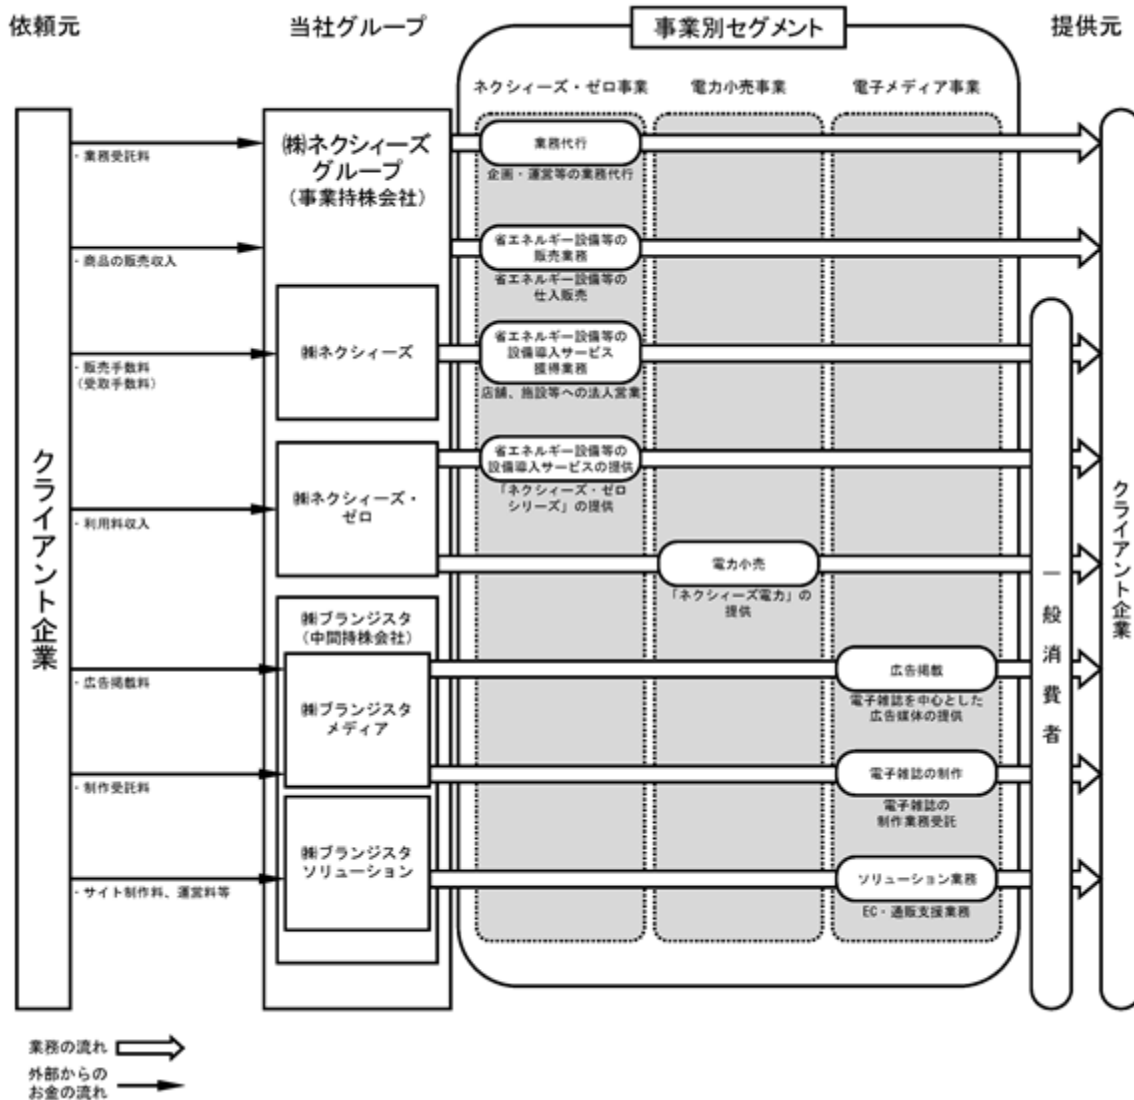 依頼元
当社グループ
事業別セグメント
提供元
ネクシィーズ・ゼロ事業
電力小売事業
電子メディア事業
クライアント企業
・業務受託料
・商品の販売収入
・販売手数料
（受取手数料）
・利用料収入
・広告掲載料
・制作受託料
・サイト制作料、運営料等
㈱ネクシィーズ
グループ
（事業持株会社）
㈱ネクシィーズ
㈱ネクシィーズ・
ゼロ
㈱ブランジスタ
（中間持株会社）
㈱ブランジスタ
メディア
㈱ブランジスタ
ソリューション
業務代行
企画・運営等の業務代行
省エネルギー設備等の
販売業務
省エネルギー設備等の
仕入販売
省エネルギー設備等の
設備導入サービス
獲得業務
店舗、施設等への法人営業
省エネルギー設備等の
設備導入サービスの提供
「ネクシィーズ・ゼロ
シリーズ」の提供
電力小売
「ネクシィーズ電力」の
提供
広告掲載
電子雑誌を中心とした
広告媒体の提供
電子雑誌の制作
電子雑誌の
制作業務受託
ソリューション業務
EC・通販支援業務
一般消費者
クライアント企業
業務の流れ
外部からの
お金の流れ